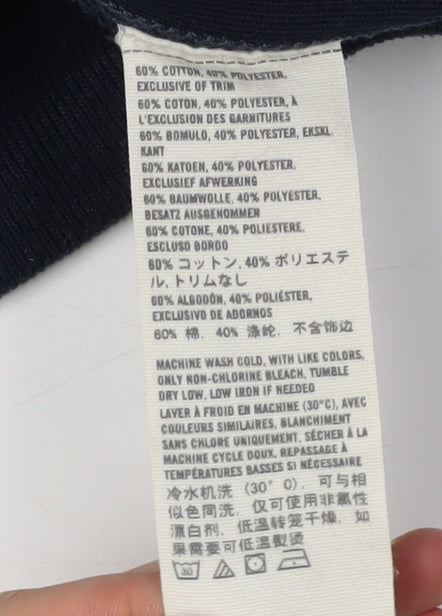 60% COTTON, 40% POLYESTER,
EXCLUSIVE OF TRIM
60% COTON, 40% POLYESTER, À
L'EXCLUSION DES GARNITURES
60% BOMULD, 40% POLYESTER, EKSKL.
KANT
60% KATOEN, 40% POLYESTER,
EXCLUSIEF AFWERKING
60% BAUMWOLLE, 40% POLYESTER,
BESATZ AUSGENOMMEN
60% COTONE, 40% POLIESTERE,
ESCLUSO BORDO
60% コットン, 40% ポリエステ
ル, トリムなし
60% ALGODÓN, 40% POLIÉSTER,
EXCLUSIVO DE ADORNOS
60% 棉, 40% 涤纶, 不含饰边
MACHINE WASH COLD, WITH LIKE COLORS,
ONLY NON-CHLORINE BLEACH, TUMBLE
DRY LOW, LOW IRON IF NEEDED
LAVER À FROID EN MACHINE (30°C), AVEC
COULEURS SIMILAIRES, BLANCHIMENT
SANS CHLORE UNIQUEMENT, SÉCHER À LA
MACHINE CYCLE DOUX, REPASSAGE À
TEMPÉRATURES BASSES SI NÉCESSAIRE
冷水机洗 (30° C), 可与相
似色同洗, 仅可使用非氯性
漂白剂, 低温转笼干燥, 如
果需要可低温熨烫
30